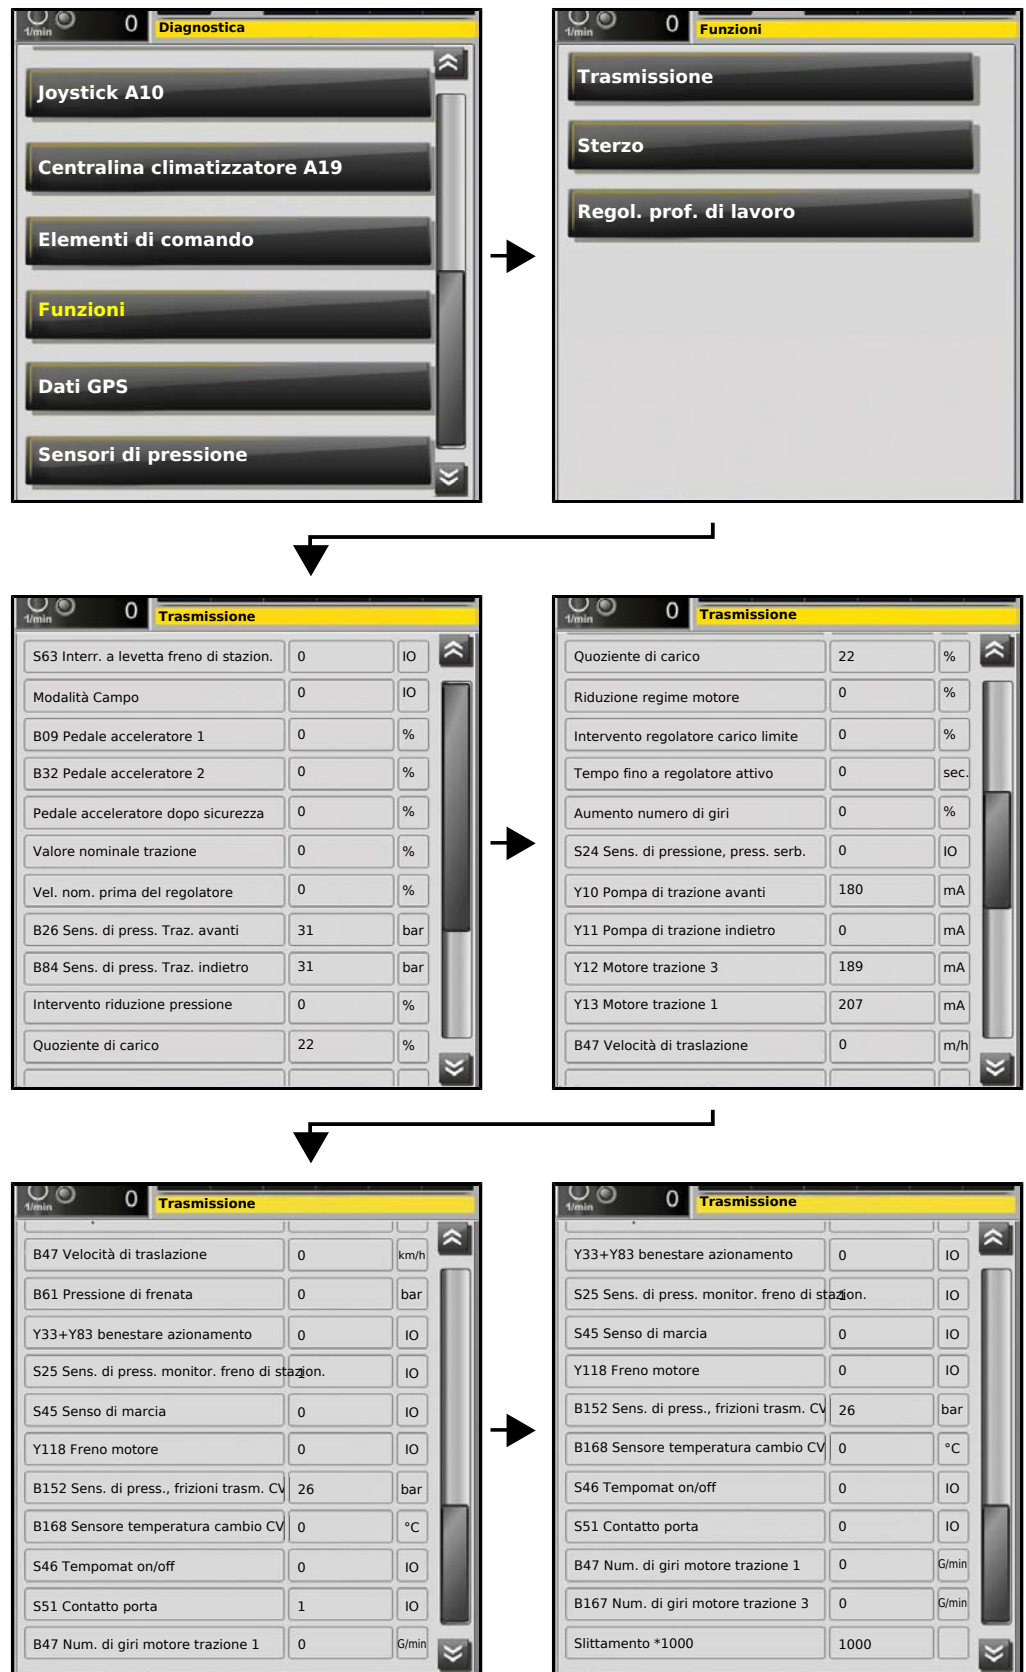 1/min 0 Diagnostica
Joystick A10
Centralina climatizzatore A19
Elementi di comando
Funzioni
Dati GPS
Sensori di pressione
1/min 0 Funzioni
Trasmissione
Sterzo
Regol. prof. di lavoro
1/min 0 Trasmissione
S63 Interr. a levetta freno di stazion. 0 IO
Modalità Campo 0 IO
B09 Pedale acceleratore 1 0 %
B32 Pedale acceleratore 2 0 %
Pedale acceleratore dopo sicurezza 0 %
Valore nominale trazione 0 %
Vel. nom. prima del regolatore 0 %
B26 Sens. di press. Traz. avanti 31 bar
B84 Sens. di press. Traz. indietro 31 bar
Intervento riduzione pressione 0 %
Quoziente di carico 22 %
1/min 0 Trasmissione
Quoziente di carico 22 %
Riduzione regime motore 0 %
Intervento regolatore carico limite 0 %
Tempo fino a regolatore attivo 0 sec.
Aumento numero di giri 0 %
S24 Sens. di pressione, press. serb. 0 IO
Y10 Pompa di trazione avanti 180 mA
Y11 Pompa di trazione indietro 0 mA
Y12 Motore trazione 3 189 mA
Y13 Motore trazione 1 207 mA
B47 Velocità di traslazione 0 m/h
1/min 0 Trasmissione
B47 Velocità di traslazione 0 km/h
B61 Pressione di frenata 0 bar
Y33+Y83 benestare azionamento 0 IO
S25 Sens. di press. monitor. freno di stazion. 1 IO
S45 Senso di marcia 0 IO
Y118 Freno motore 0 IO
B152 Sens. di press., frizioni trasm. CV 26 bar
B168 Sensore temperatura cambio CV 0 °C
S46 Tempomat on/off 0 IO
S51 Contatto porta 1 IO
B47 Num. di giri motore trazione 1 0 G/min
1/min 0 Trasmissione
Y33+Y83 benestare azionamento 0 IO
S25 Sens. di press. monitor. freno di stazion. 1 IO
S45 Senso di marcia 0 IO
Y118 Freno motore 0 IO
B152 Sens. di press., frizioni trasm. CV 26 bar
B168 Sensore temperatura cambio CV 0 °C
S46 Tempomat on/off 0 IO
S51 Contatto porta 0 IO
B47 Num. di giri motore trazione 1 0 G/min
B167 Num. di giri motore trazione 3 0 G/min
Slittamento *1000 1000